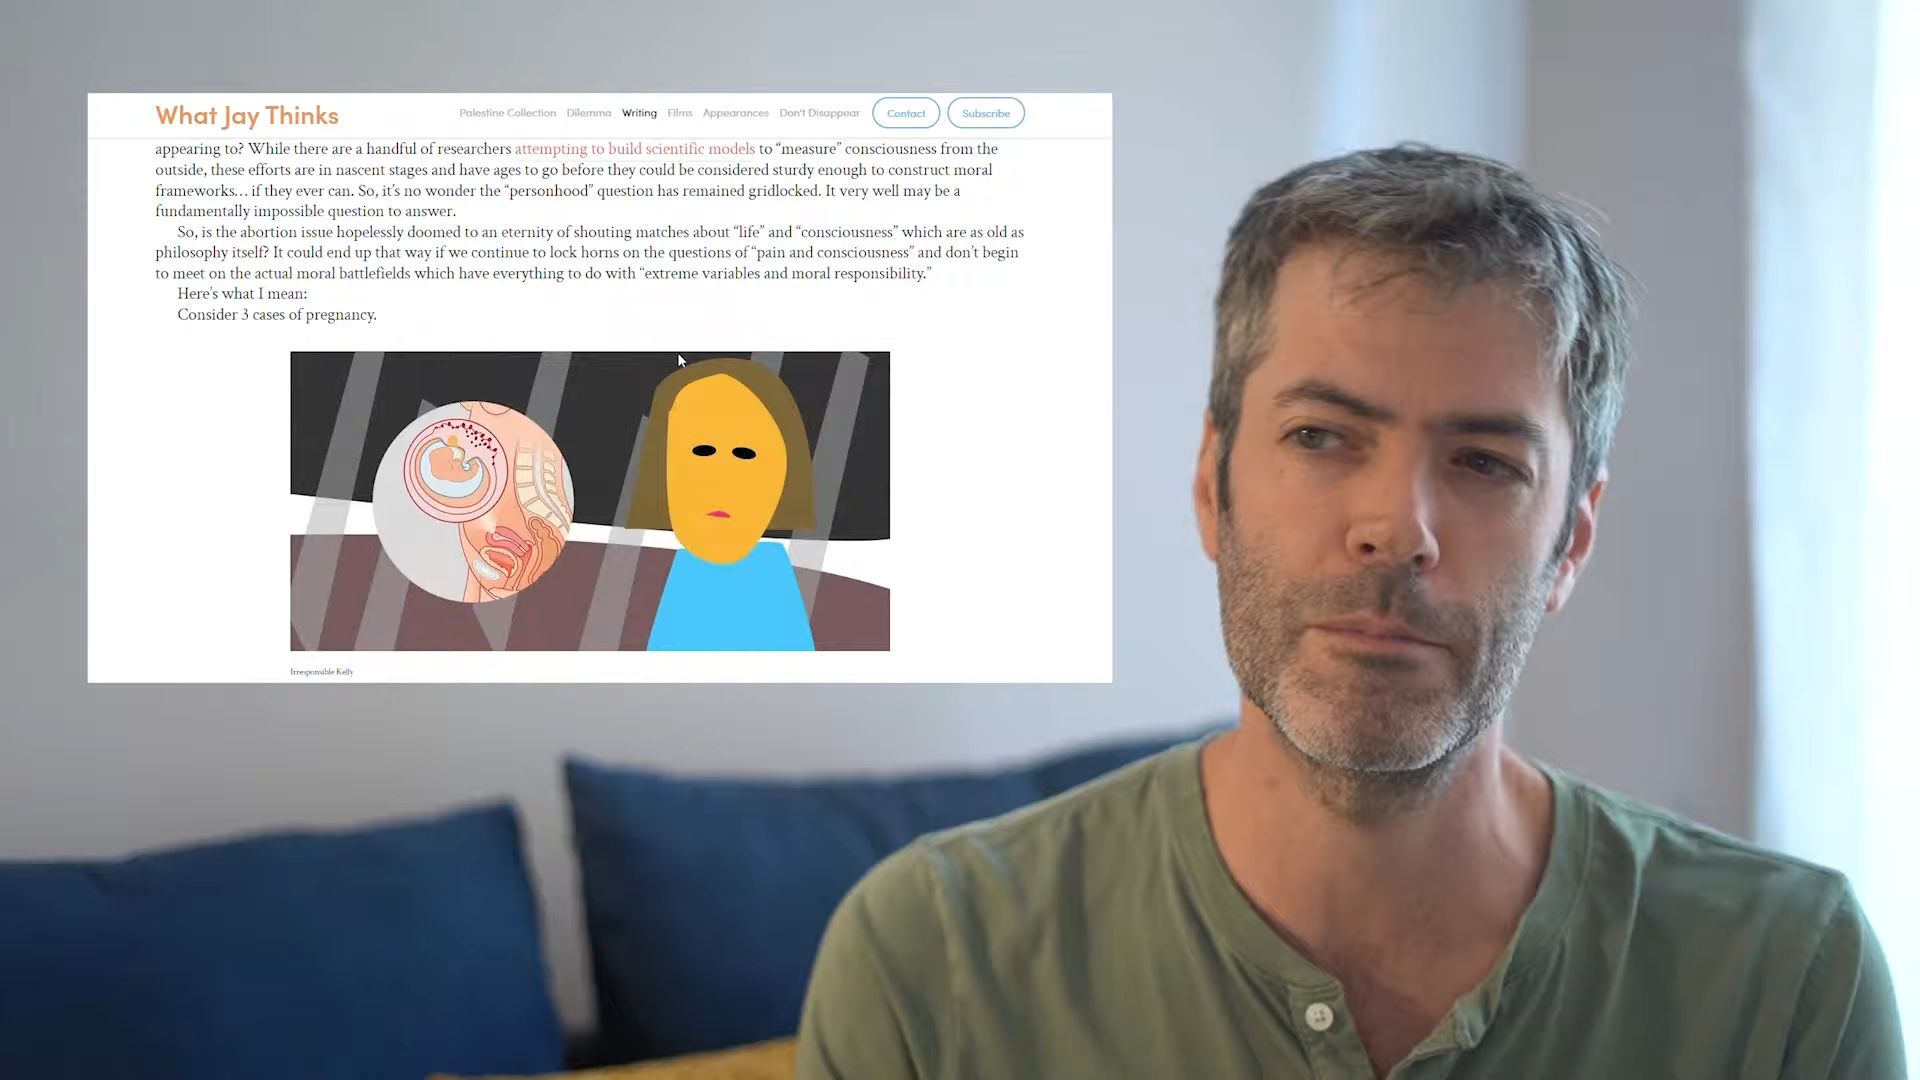 What Jay Thinks
Palestine Collection Dilemma Writing Films Appearances Don't Disappear Contact Subscribe
appearing to? While there are a handful of researchers attempting to build scientific models to “measure” consciousness from the
outside, these efforts are in nascent stages and have ages to go before they could be considered sturdy enough to construct moral
frameworks… if they ever can. So, it’s no wonder the “personhood” question has remained gridlocked. It very well may be a
fundamentally impossible question to answer.
So, is the abortion issue hopelessly doomed to an eternity of shouting matches about “life” and “consciousness” which are as old as
philosophy itself? It could end up that way if we continue to lock horns on the questions of “pain and consciousness” and don’t begin
to meet on the actual moral battlefields which have everything to do with “extreme variables and moral responsibility.”
Here’s what I mean:
Consider 3 cases of pregnancy.
Irresponsible Kelly